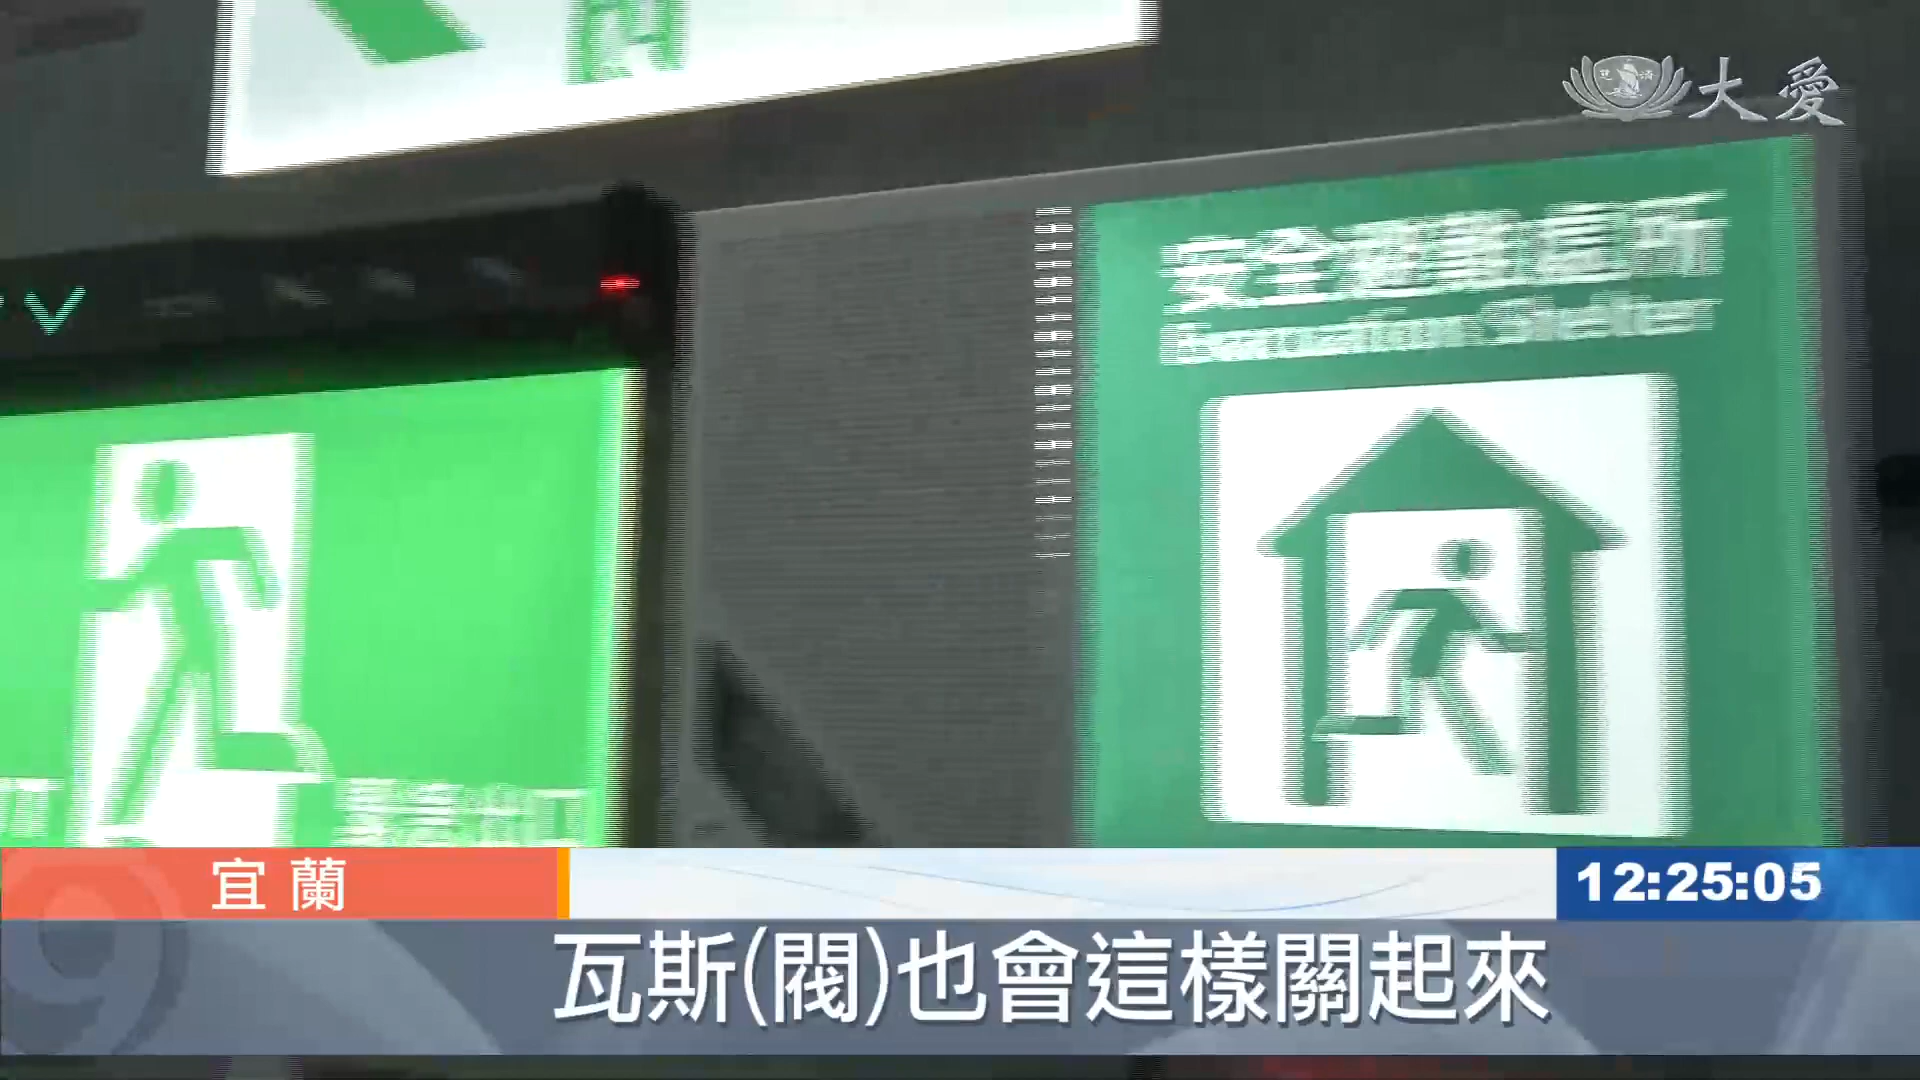 大愛
安全避難處所
Evacuation Shelter
宜蘭
12:25:05
瓦斯(閥)也會這樣關起來